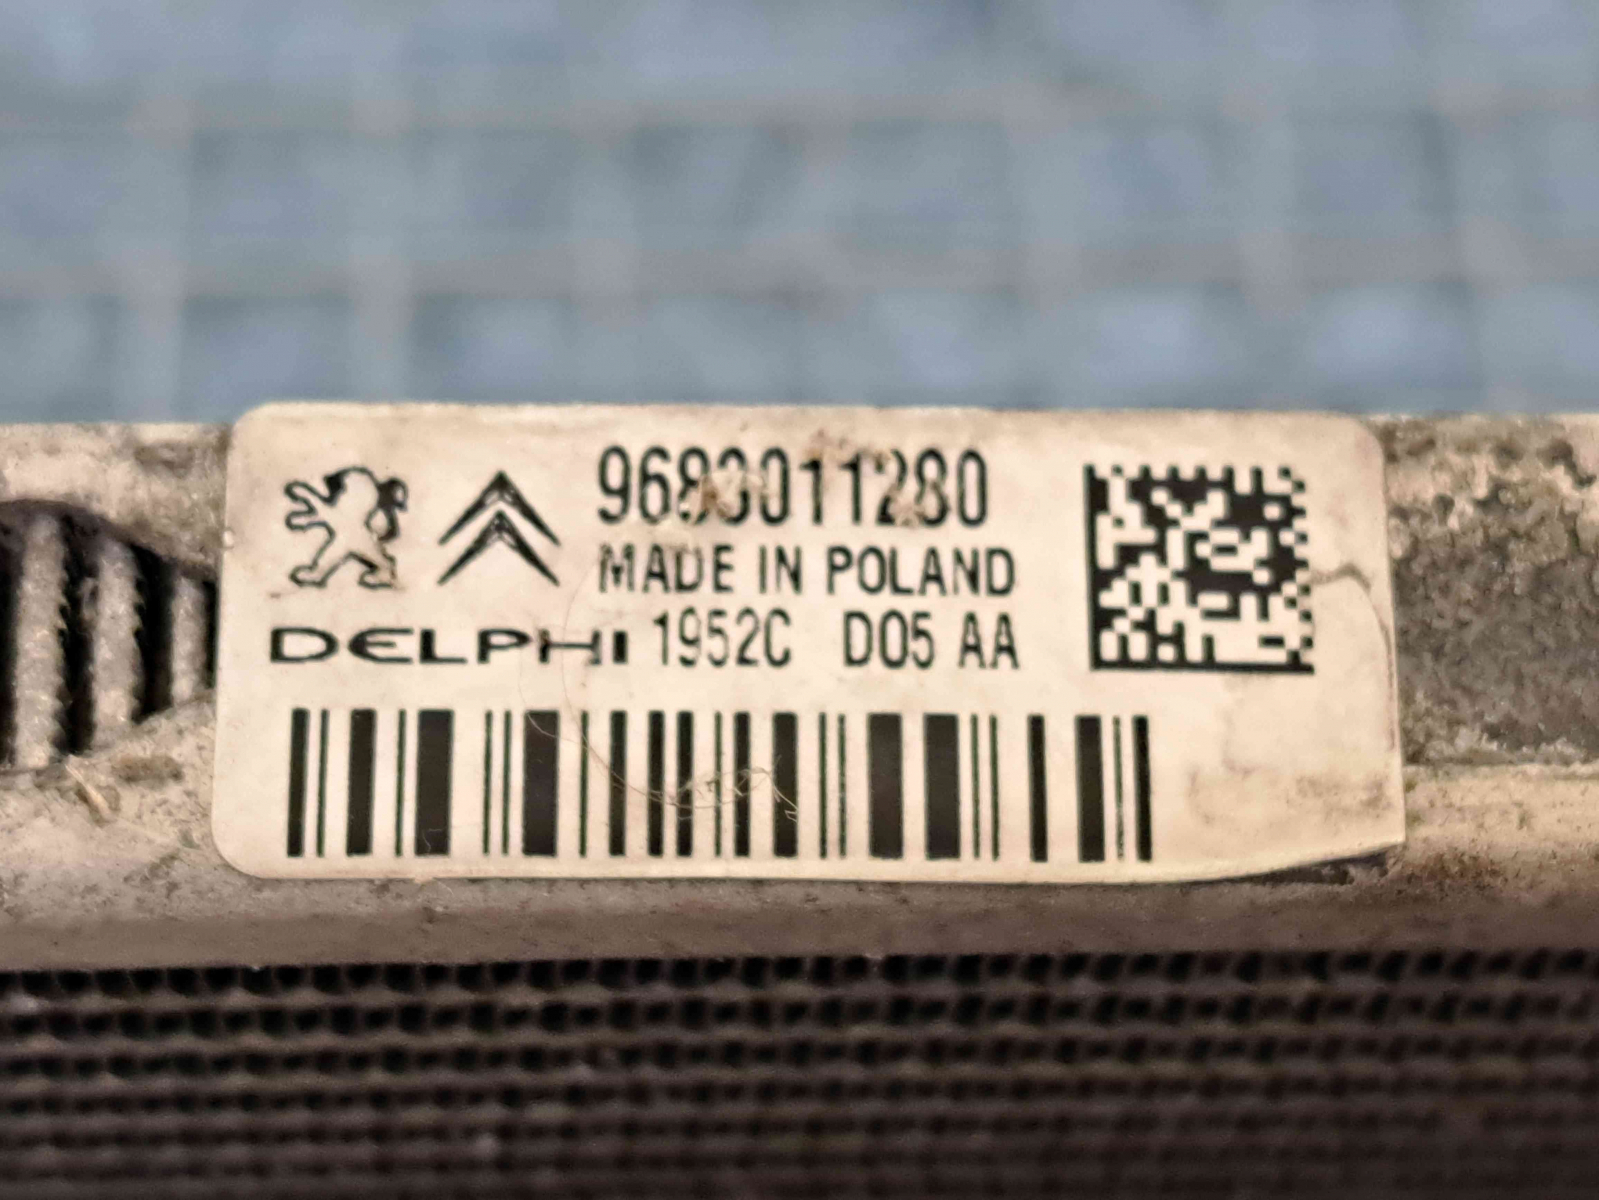 9683011280
MADE IN POLAND
DELPHI 1952C D05 AA